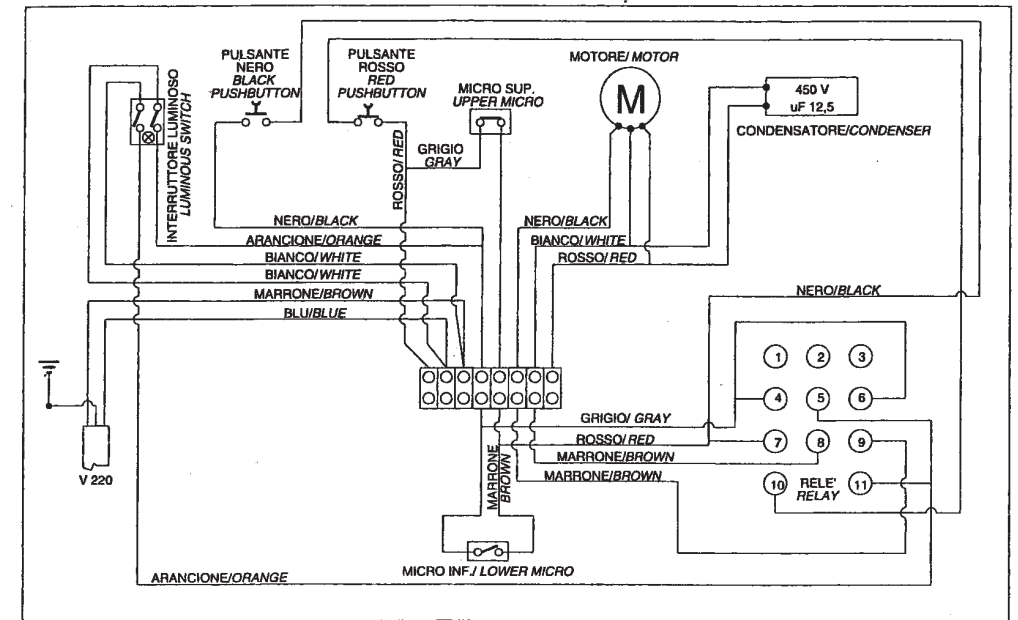 PULSANTE
NERO
BLACK
PUSHBUTTON
PULSANTE
ROSSO
RED
PUSHBUTTON
MICRO SUP.
UPPER MICRO
MOTORE/ MOTOR
M
450 V
uF 12,5
CONDENSATORE/CONDENSER
INTERRUTTORE LUMINOSO
LUMINOUS SWITCH
ROSSO/ RED
GRIGIO
GRAY
NERO/BLACK
ARANCIONE/ORANGE
BIANCO/WHITE
BIANCO/WHITE
MARRONE/BROWN
BLU/BLUE
NERO/BLACK
BIANCO/WHITE
ROSSO/ RED
NERO/BLACK
1 2 3
4 5 6
7 8 9
10 RELE' 11
RELAY
GRIGIO/ GRAY
ROSSO/ RED
MARRONE/BROWN
MARRONE/BROWN
MARRONE
BROWN
V 220
MICRO INF./ LOWER MICRO
ARANCIONE/ORANGE